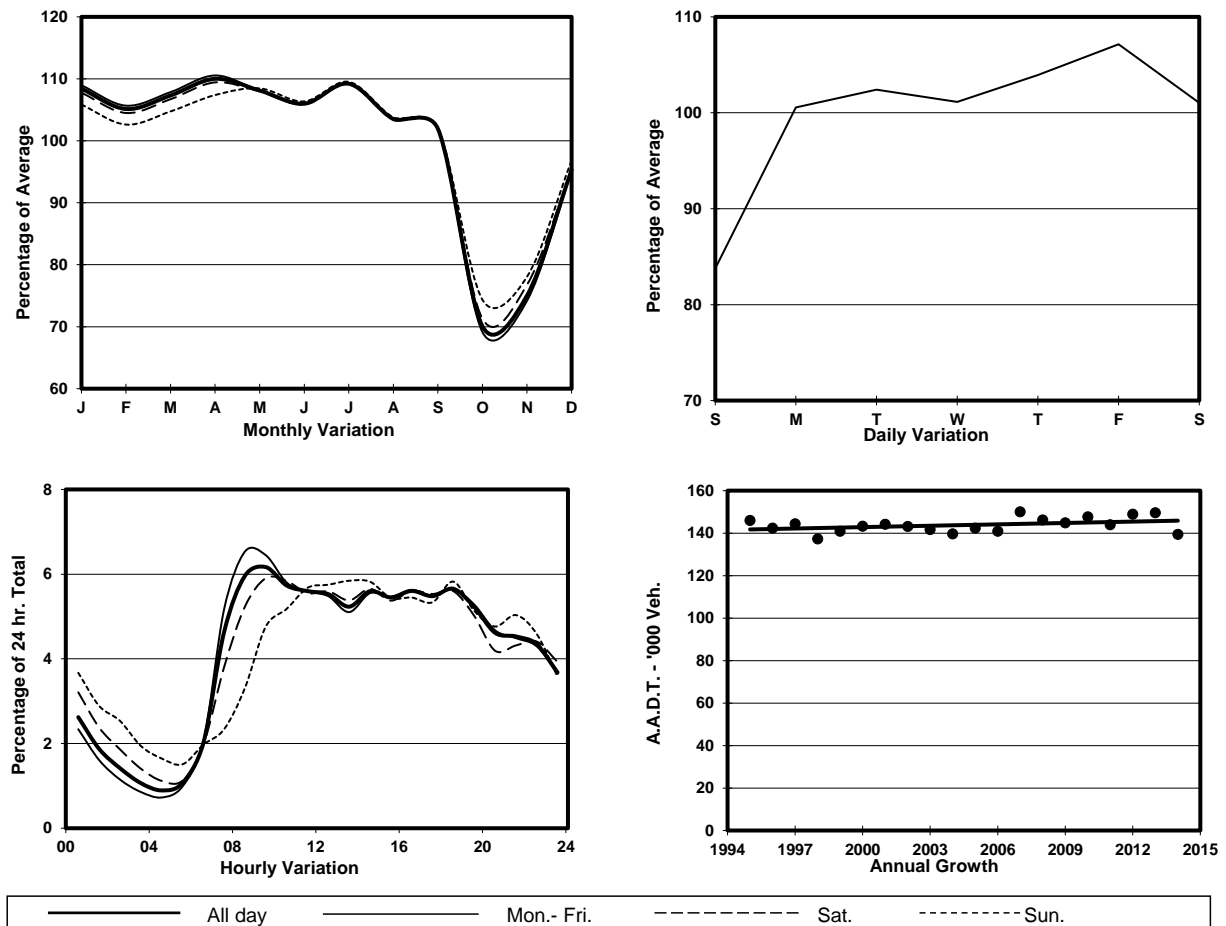 120
110
100
90
80
70
60
Percentage of Average
J F M A M J J A S O N D
Monthly Variation
110
100
90
80
70
Percentage of Average
S M T W T F S
Daily Variation
8
6
4
2
0
Percentage of 24 hr. Total
00 04 08 12 16 20 24
Hourly Variation
160
140
120
100
80
60
40
20
0
A.A.D.T. - '000 Veh.
1994 1997 2000 2003 2006 2009 2012 2015
Annual Growth
All day Mon.- Fri. Sat. Sun.